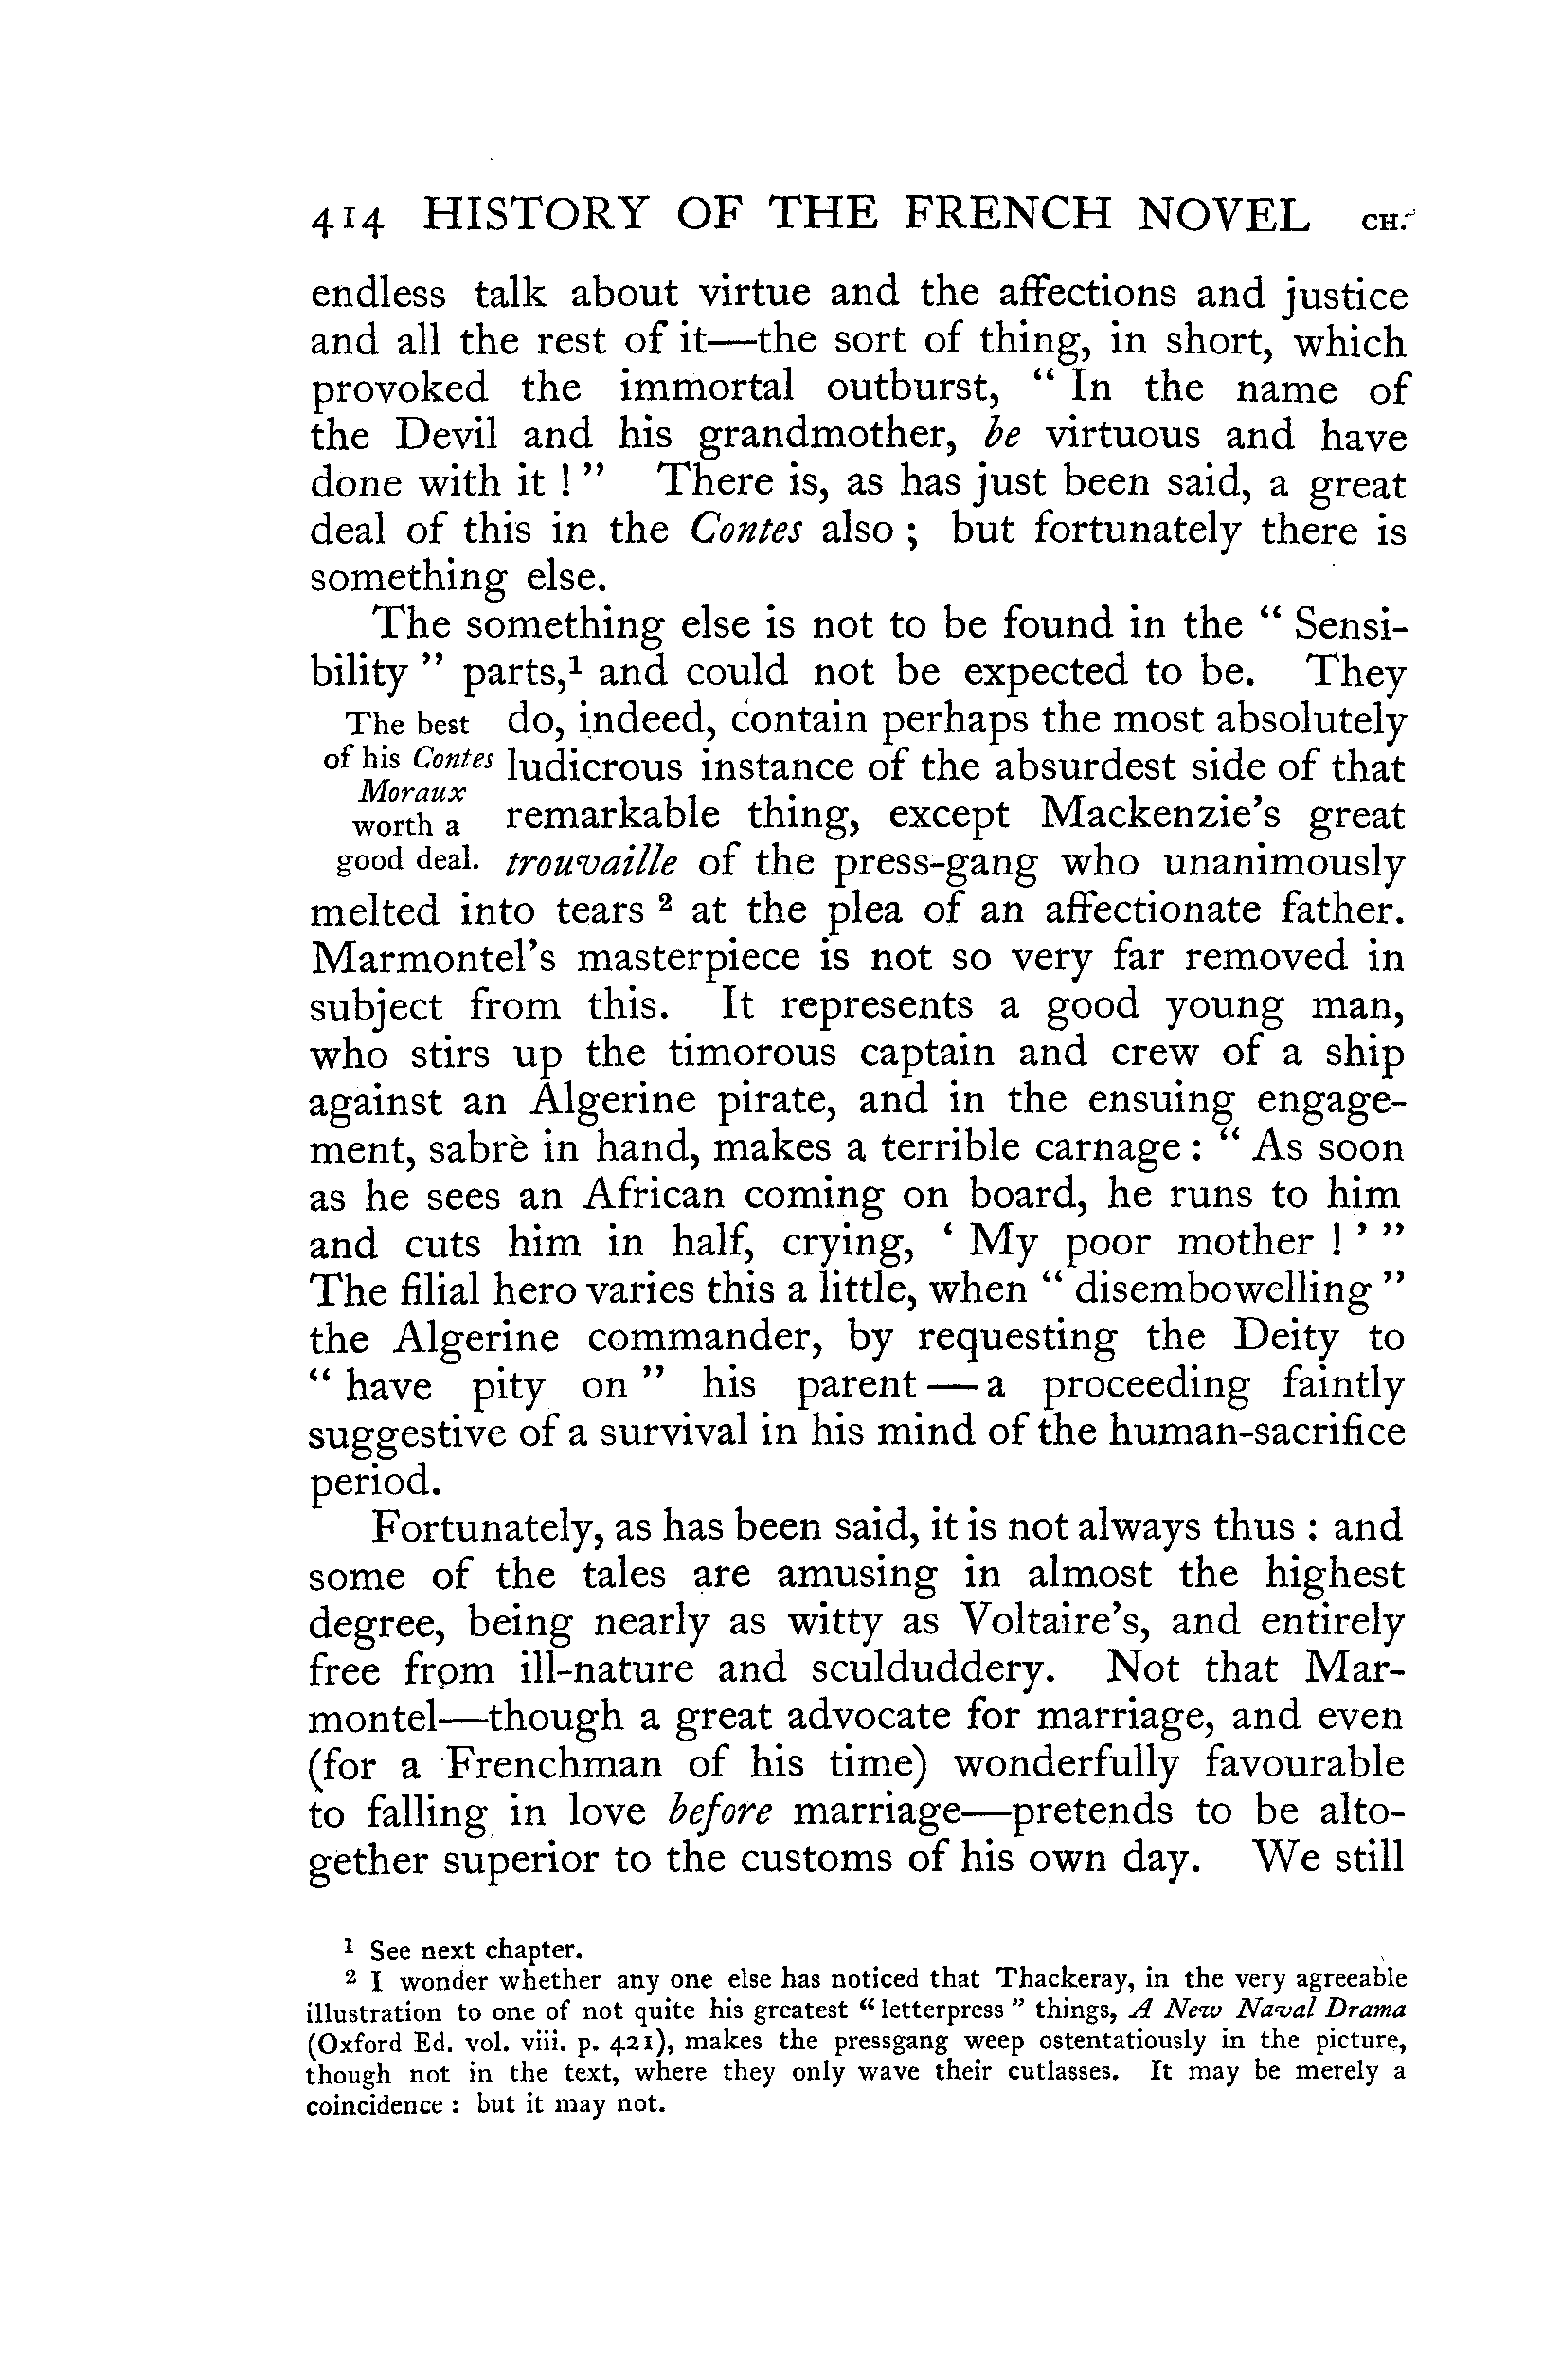 414 HISTORY OF THE FRENCH NOVEL CH.
endless talk about virtue and the affections and justice
and all the rest of it—the sort of thing, in short, which
provoked the immortal outburst, “ In the name of
the Devil and his grandmother, be virtuous and have
done with it ! ” There is, as has just been said, a great
deal of this in the Contes also ; but fortunately there is
something else.
The something else is not to be found in the “ Sensi-
bility ” parts,¹ and could not be expected to be. They
The best
of his Contes
Moraux
worth a
good deal.
do, indeed, contain perhaps the most absolutely
ludicrous instance of the absurdest side of that
remarkable thing, except Mackenzie’s great
trouvaille of the press-gang who unanimously
melted into tears ² at the plea of an affectionate father.
Marmontel’s masterpiece is not so very far removed in
subject from this. It represents a good young man,
who stirs up the timorous captain and crew of a ship
against an Algerine pirate, and in the ensuing engage-
ment, sabrè in hand, makes a terrible carnage : “ As soon
as he sees an African coming on board, he runs to him
and cuts him in half, crying, ‘ My poor mother ! ’ ”
The filial hero varies this a little, when “ disembowelling ”
the Algerine commander, by requesting the Deity to
“ have pity on ” his parent — a proceeding faintly
suggestive of a survival in his mind of the human-sacrifice
period.
Fortunately, as has been said, it is not always thus : and
some of the tales are amusing in almost the highest
degree, being nearly as witty as Voltaire’s, and entirely
free from ill-nature and sculduddery. Not that Mar-
montel—though a great advocate for marriage, and even
(for a Frenchman of his time) wonderfully favourable
to falling in love before marriage—pretends to be alto-
gether superior to the customs of his own day. We still
¹ See next chapter.
² I wonder whether any one else has noticed that Thackeray, in the very agreeable
illustration to one of not quite his greatest “ letterpress ” things, A New Naval Drama
(Oxford Ed. vol. viii. p. 421), makes the pressgang weep ostentatiously in the picture,
though not in the text, where they only wave their cutlasses. It may be merely a
coincidence : but it may not.